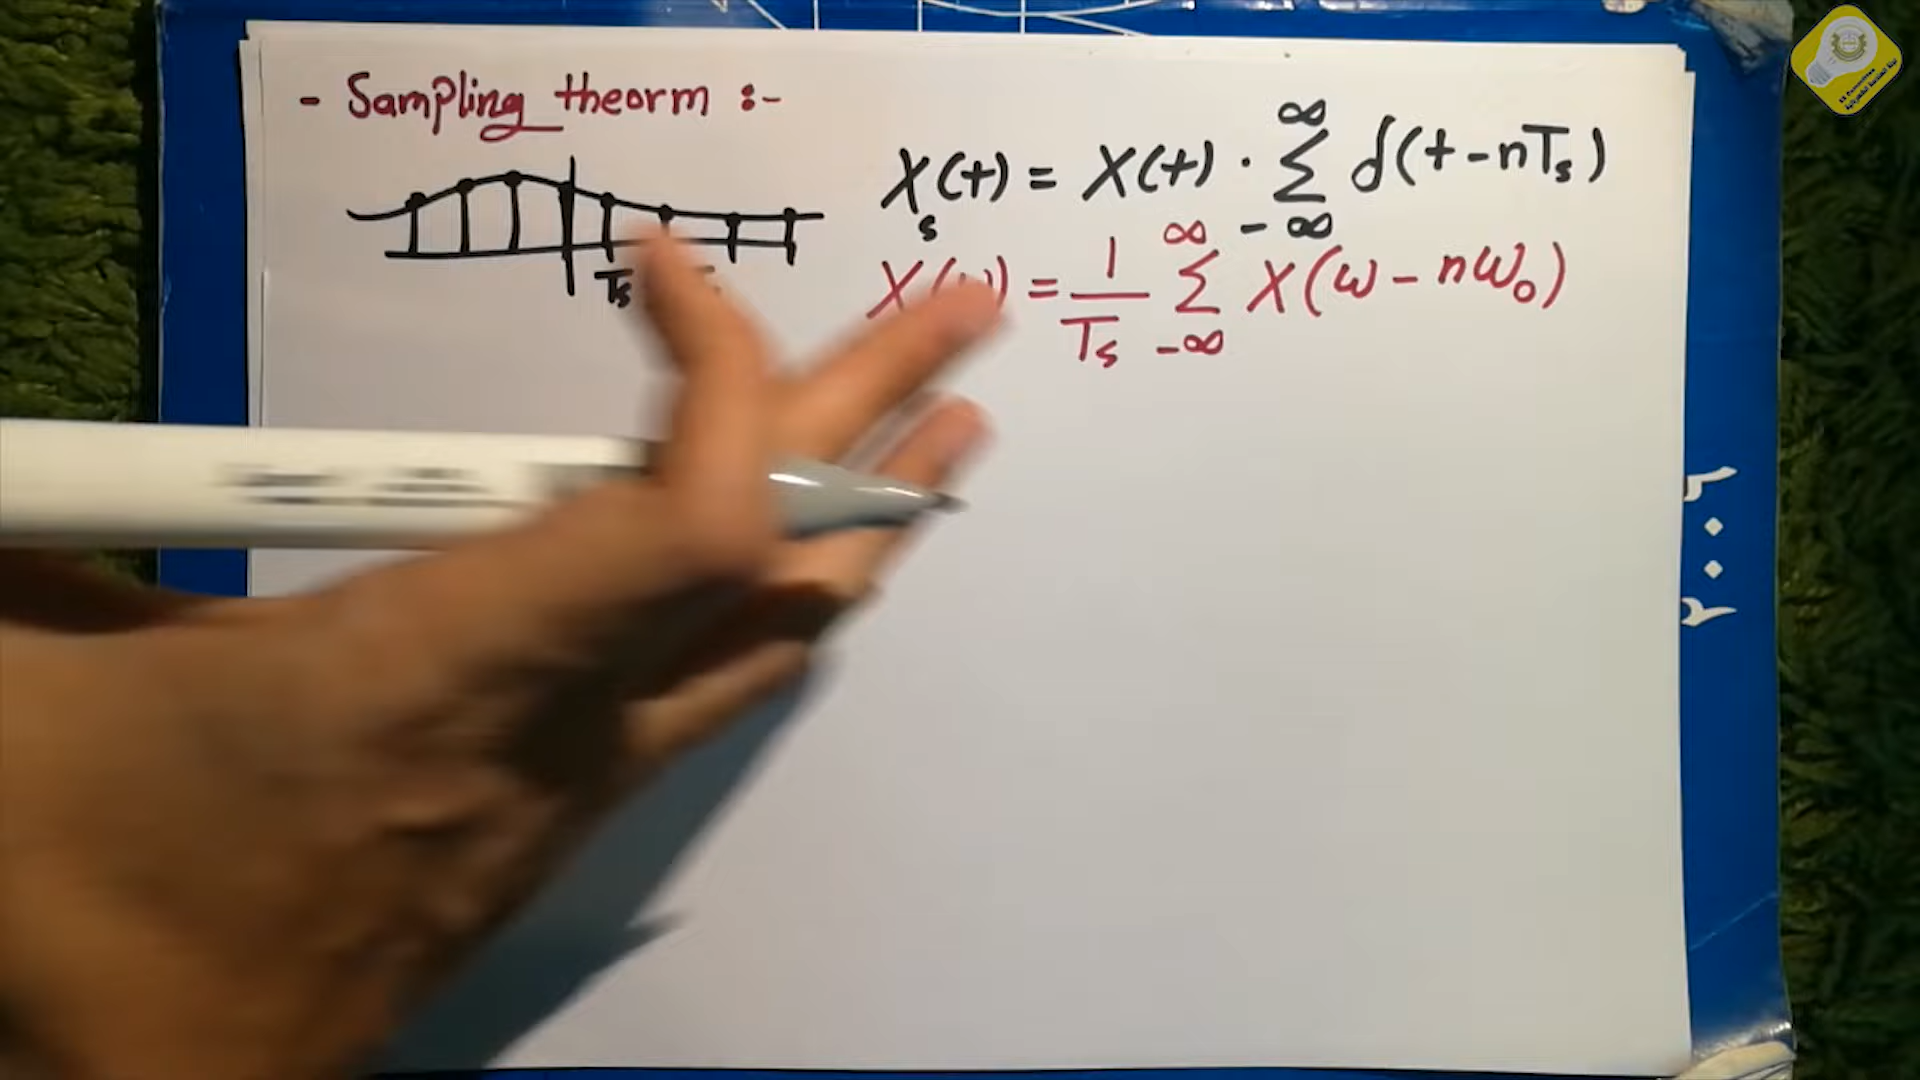 - Sampling theorm :-
Xs(t) = X(t) · ∞ Σ -∞ δ(t - nTs)
X(ω) = 1/Ts ∞ Σ -∞ X(ω - nω0)
Ts